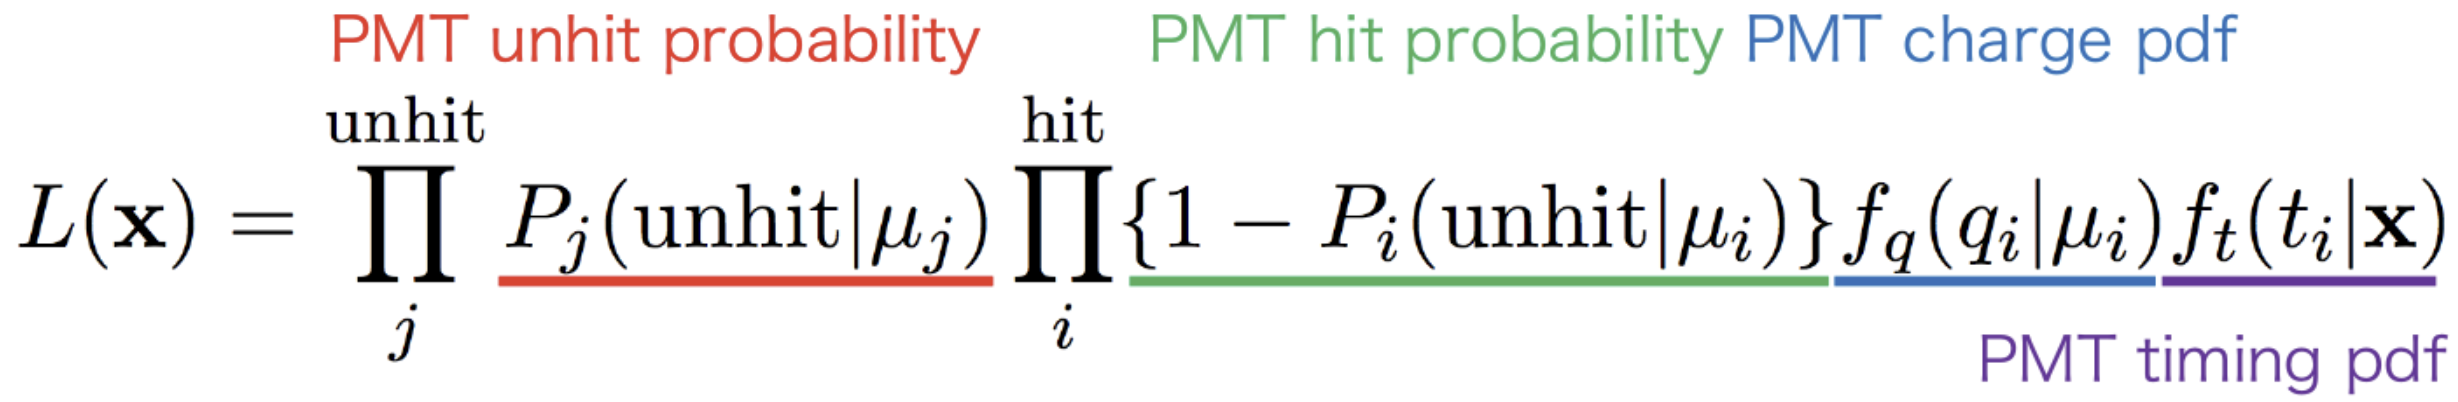 PMT unhit probability PMT hit probability PMT charge pdf
unhit hit
L(x) = ∏ P_j(unhit|μ_j) ∏ {1 − P_i(unhit|μ_i)} f_q(q_i|μ_i) f_t(t_i|x)
j i
PMT timing pdf